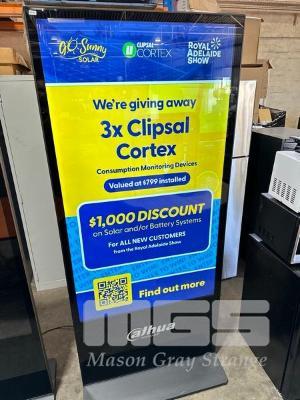 go Sunny
SOLAR
CLIPSAL
CORTEX
ROYAL
ADELAIDE
SHOW
We're giving away
3x Clipsal
Cortex
Consumption Monitoring Devices
Valued at $799 installed
$1,000 DISCOUNT
on Solar and/or Battery Systems
For ALL NEW CUSTOMERS
from the Royal Adelaide Show
Find out more
alhua
MGS
Mason Gray Strange